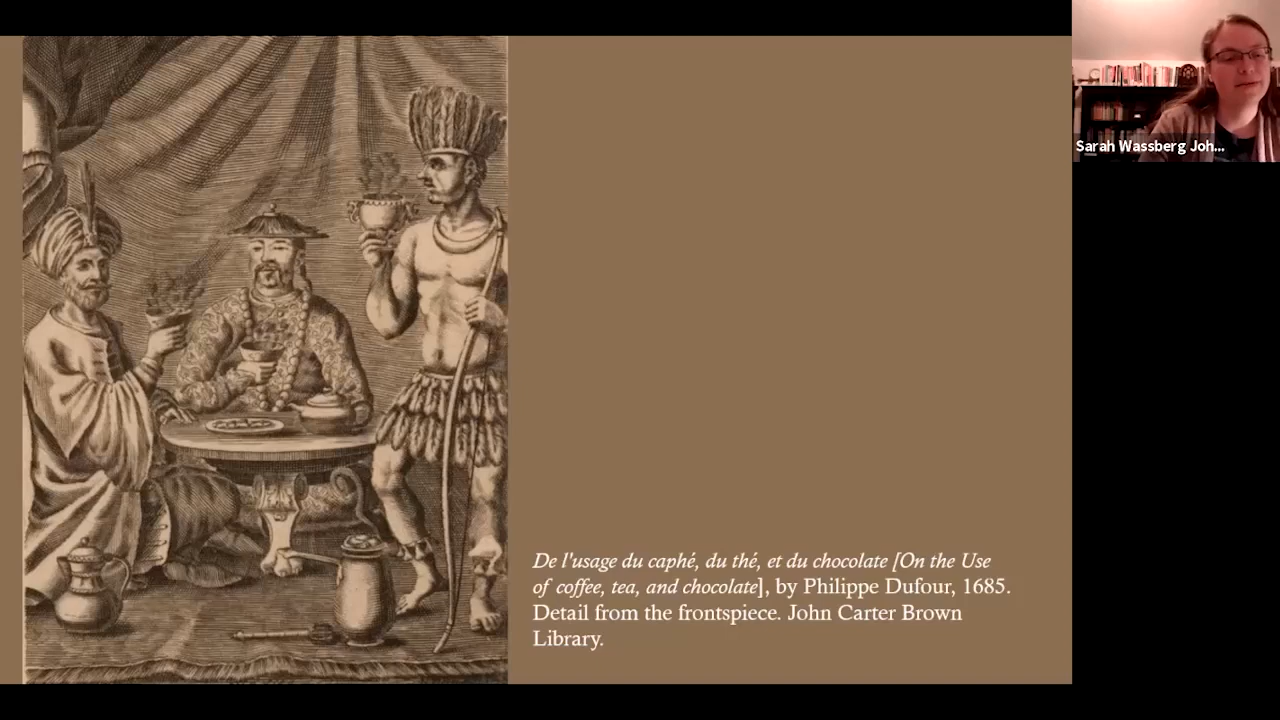 Sarah Wassberg Joh...
De l'usage du caphé, du thé, et du chocolate [On the Use
of coffee, tea, and chocolate], by Philippe Dufour, 1685.
Detail from the frontspiece. John Carter Brown
Library.